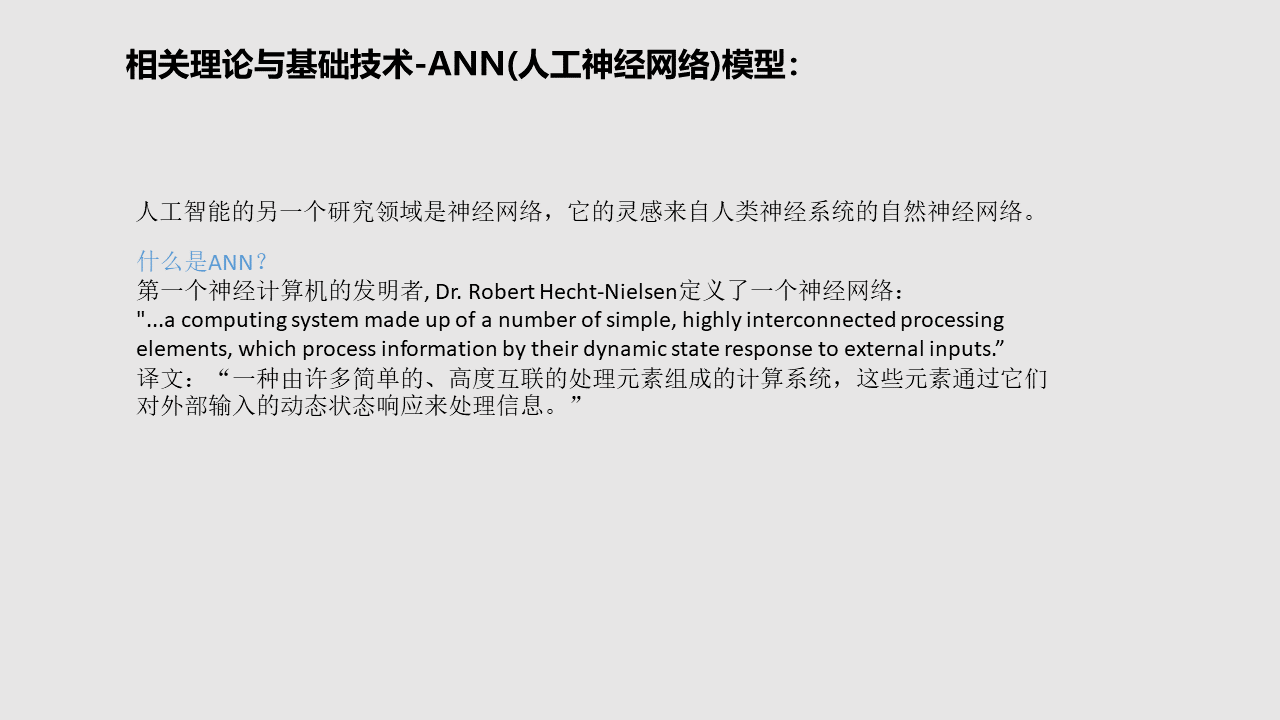 相关理论与基础技术-ANN(人工神经网络)模型：
人工智能的另一个研究领域是神经网络，它的灵感来自人类神经系统的自然神经网络。
什么是ANN？
第一个神经计算机的发明者, Dr. Robert Hecht-Nielsen定义了一个神经网络：
"...a computing system made up of a number of simple, highly interconnected processing
elements, which process information by their dynamic state response to external inputs.”
译文：“一种由许多简单的、高度互联的处理元素组成的计算系统，这些元素通过它们
对外部输入的动态状态响应来处理信息。”